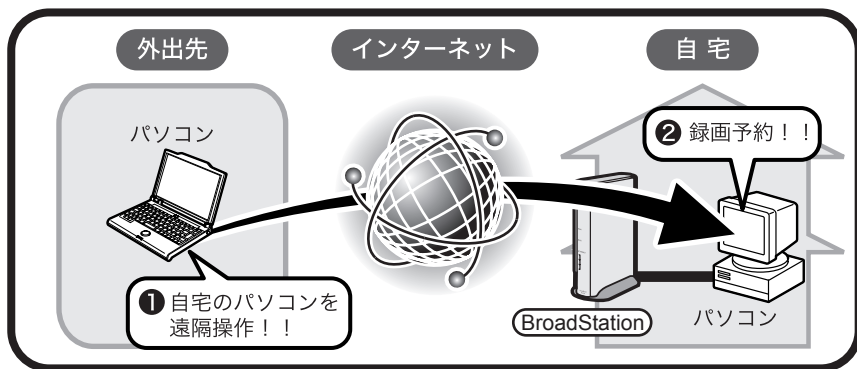 外出先
インターネット
自 宅
パソコン
❷ 録画予約！！
❶ 自宅のパソコンを
遠隔操作！！
BroadStation
パソコン